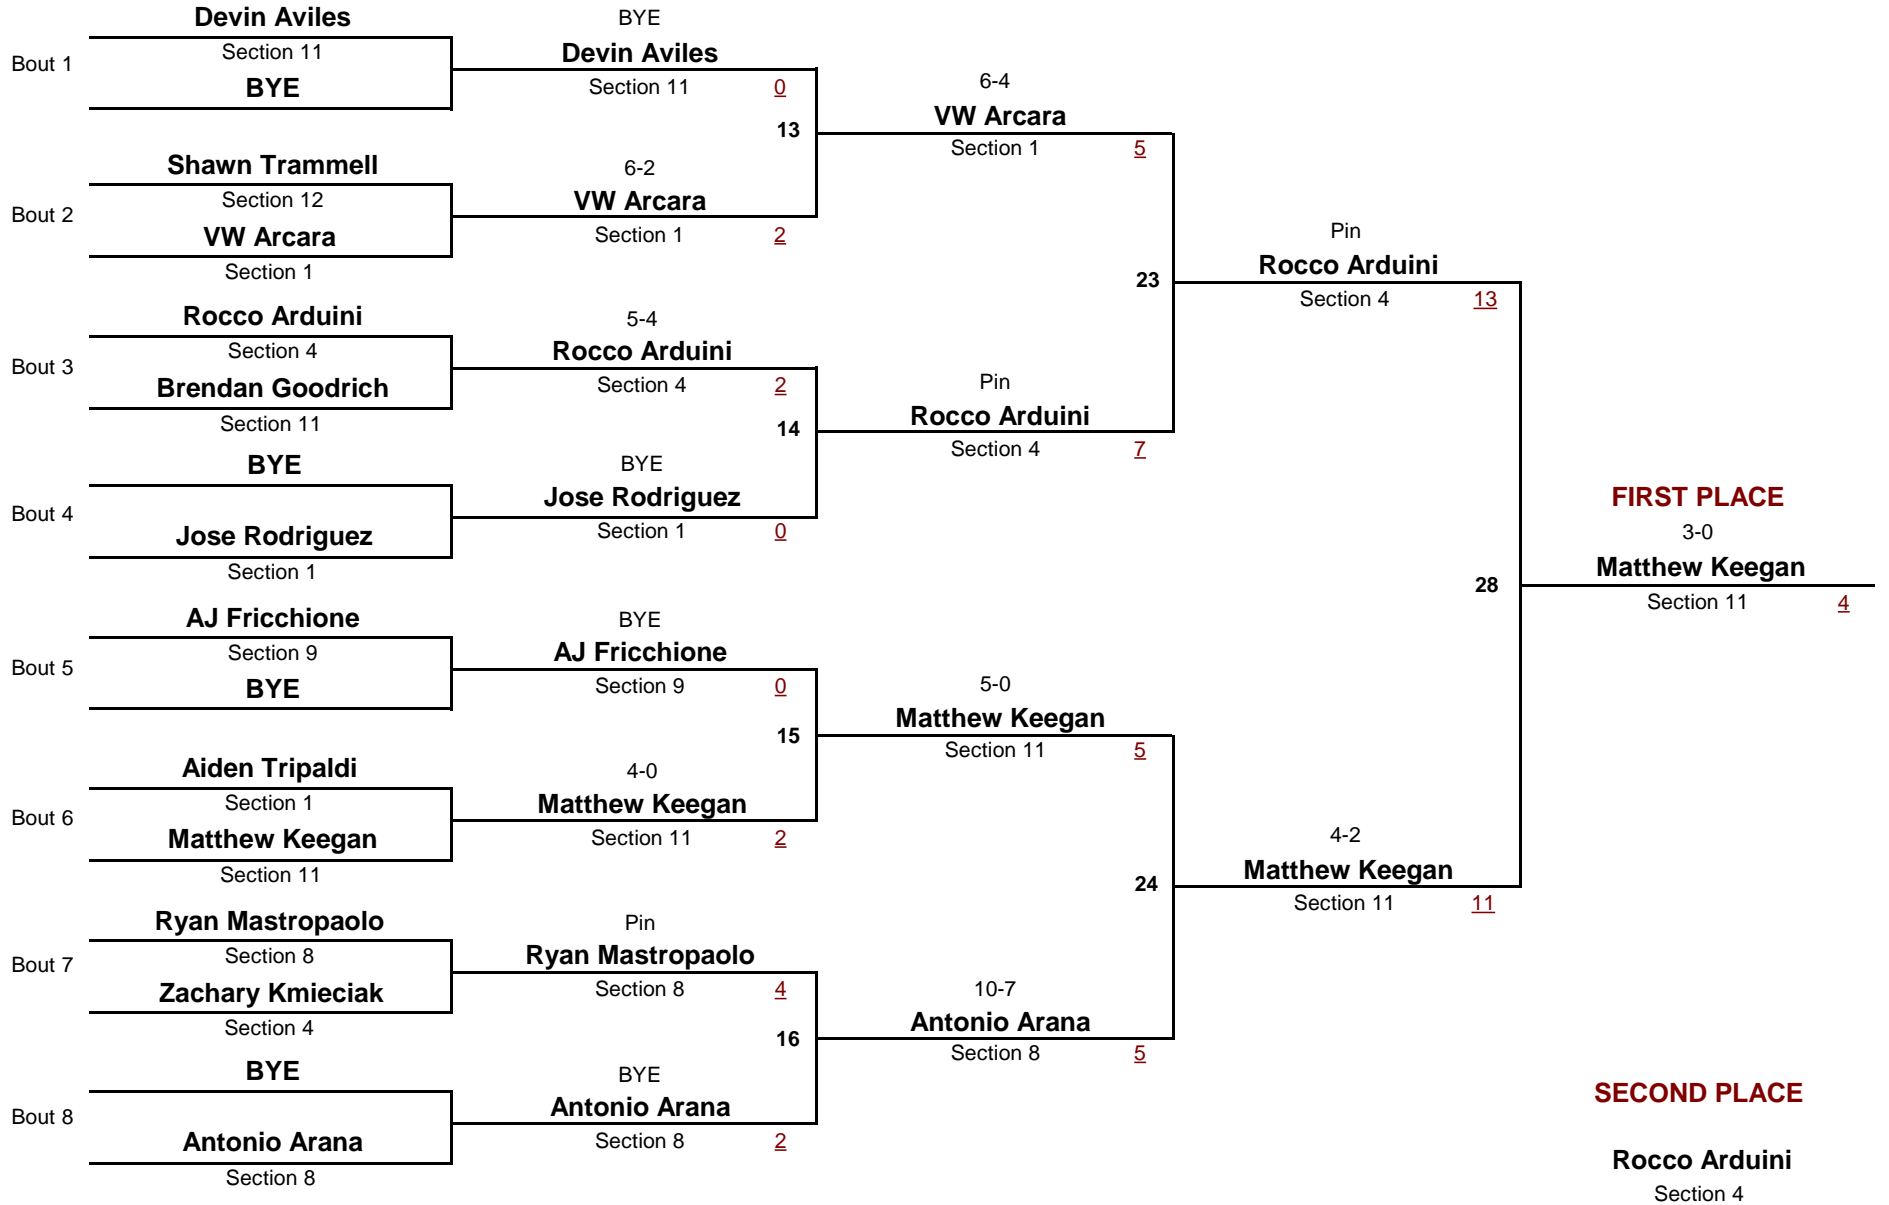 Devin Aviles
Bout 1
Section 11
BYE
Shawn Trammell
Bout 2
Section 12
VW Arcara
Section 1
Rocco Arduini
Bout 3
Section 4
Brendan Goodrich
Section 11
BYE
Bout 4
Jose Rodriguez
Section 1
AJ Fricchione
Bout 5
Section 9
BYE
Aiden Tripaldi
Bout 6
Section 1
Matthew Keegan
Section 11
Ryan Mastropaolo
Bout 7
Section 8
Zachary Kmieciak
Section 4
BYE
Bout 8
Antonio Arana
Section 8
BYE
Devin Aviles
Section 11 0
13
6-2
VW Arcara
Section 1 2
5-4
Rocco Arduini
Section 4 2
14
BYE
Jose Rodriguez
Section 1 0
BYE
AJ Fricchione
Section 9 0
15
4-0
Matthew Keegan
Section 11 2
Pin
Ryan Mastropaolo
Section 8 4
16
BYE
Antonio Arana
Section 8 2
6-4
VW Arcara
Section 1 5
23
Pin
Rocco Arduini
Section 4 7
5-0
Matthew Keegan
Section 11 5
24
10-7
Antonio Arana
Section 8 5
Pin
Rocco Arduini
Section 4 13
28
4-2
Matthew Keegan
Section 11 11
FIRST PLACE
3-0
Matthew Keegan
Section 11 4
SECOND PLACE
Rocco Arduini
Section 4